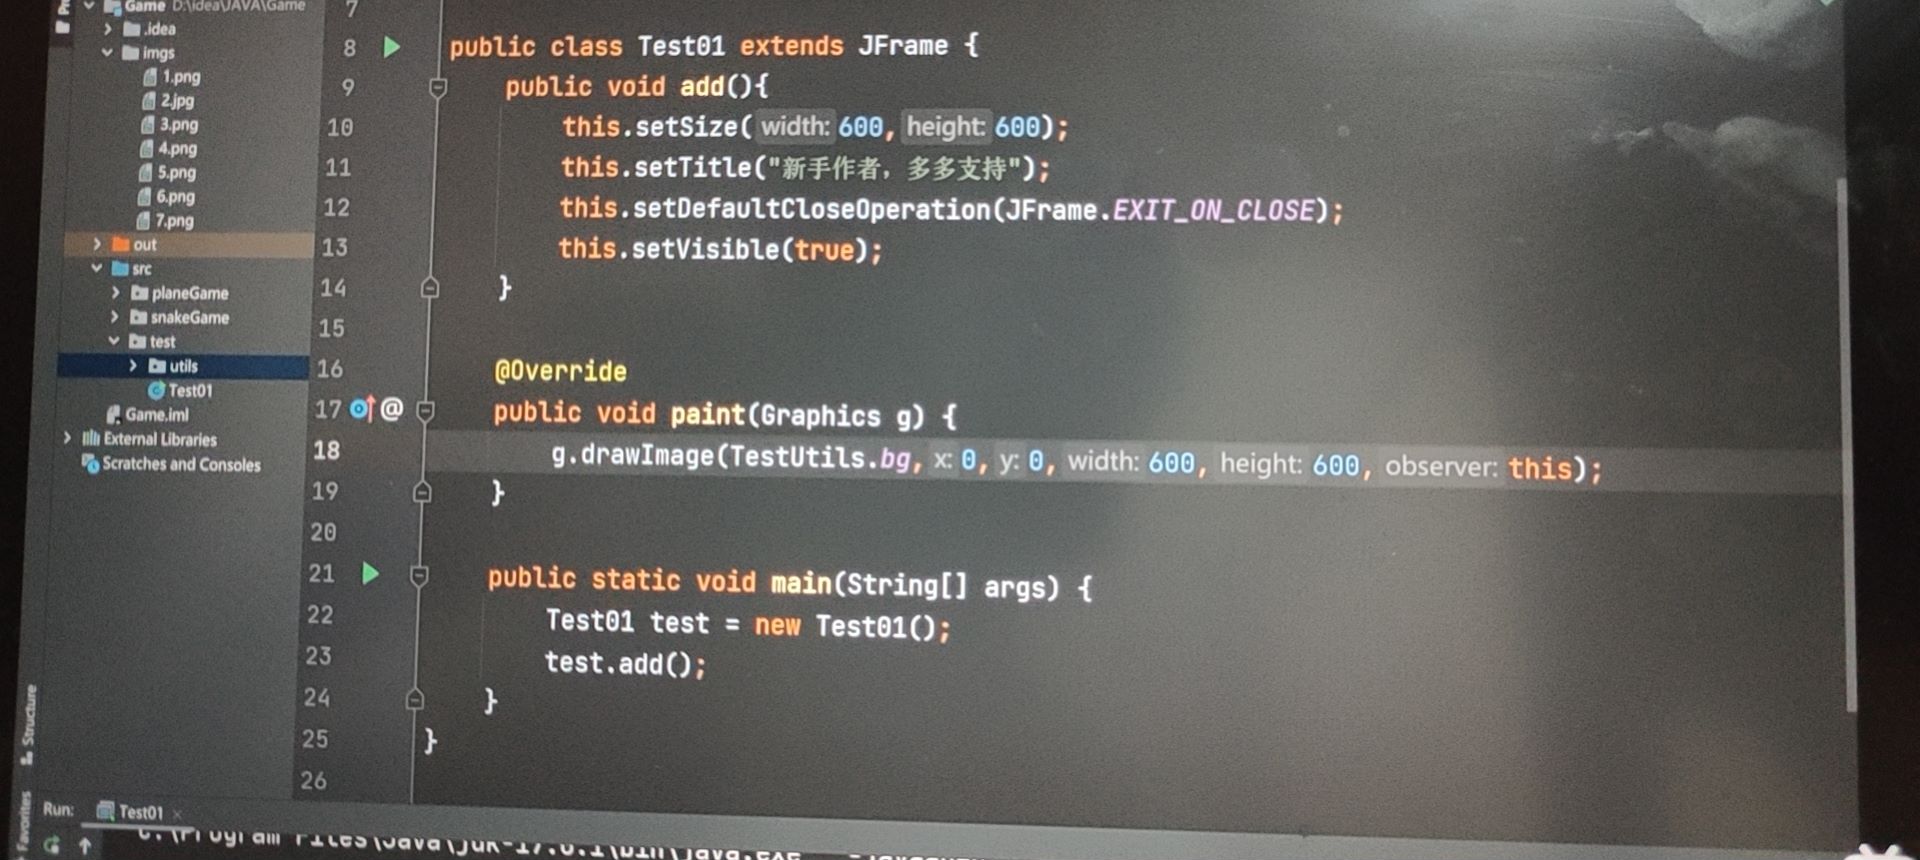 Game D:\idea\JAVA\Game
.idea
imgs
1.png
2.jpg
3.png
4.png
5.png
6.png
7.png
out
src
planeGame
snakeGame
test
utils
Test01
Game.iml
External Libraries
Scratches and Consoles
Structure
Favorites
7
8 public class Test01 extends JFrame {
9 public void add(){
10 this.setSize( width: 600, height: 600);
11 this.setTitle("新手作者，多多支持");
12 this.setDefaultCloseOperation(JFrame.EXIT_ON_CLOSE);
13 this.setVisible(true);
14 }
15
16 @Override
17 @ public void paint(Graphics g) {
18 g.drawImage(TestUtils.bg, x: 0, y: 0, width: 600, height: 600, observer: this);
19 }
20
21 public static void main(String[] args) {
22 Test01 test = new Test01();
23 test.add();
24 }
25 }
26
Run: Test01 ×
C:\Program Files\Java\jdk-17.0.1\bin\java.exe